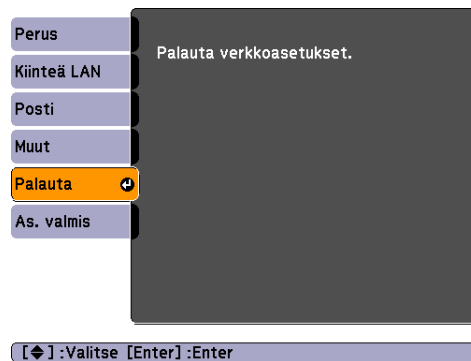 Perus
Kiinteä LAN
Posti
Muut
Palauta
As. valmis
Palauta verkkoasetukset.
[◆] :Valitse [Enter] :Enter